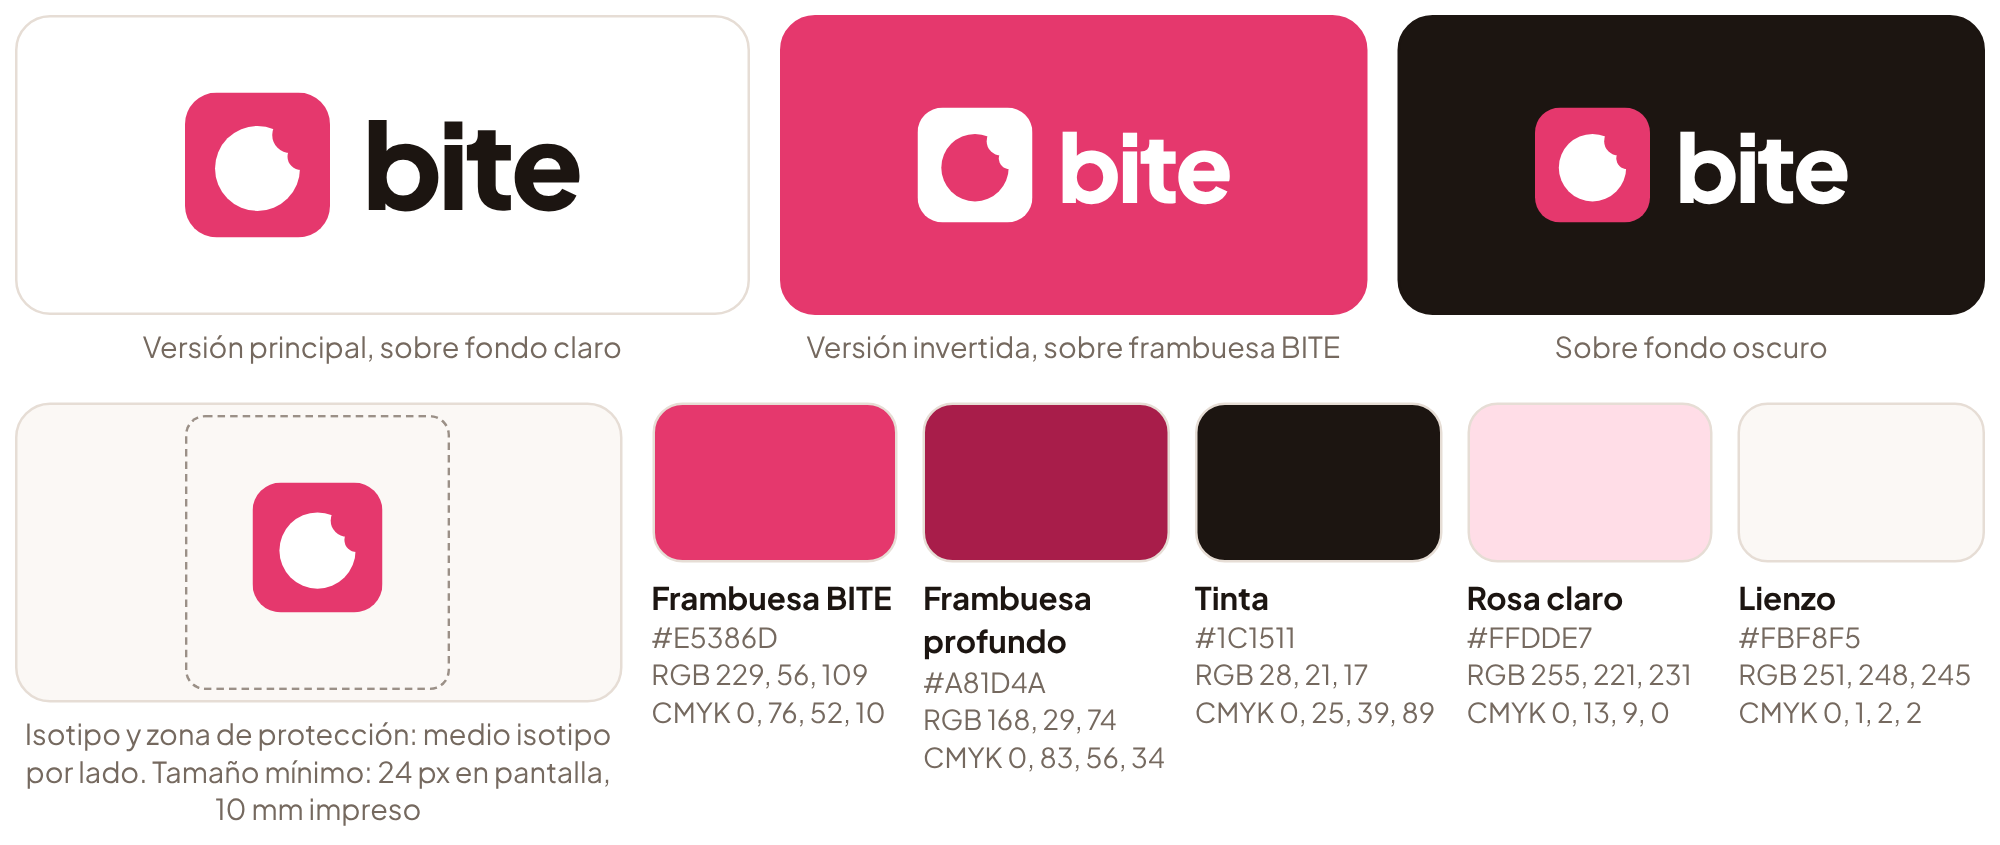 bite
bite
bite
Versión principal, sobre fondo claro
Versión invertida, sobre frambuesa BITE
Sobre fondo oscuro
Isotipo y zona de protección: medio isotipo
por lado. Tamaño mínimo: 24 px en pantalla,
10 mm impreso
Frambuesa BITE
#E5386D
RGB 229, 56, 109
CMYK 0, 76, 52, 10
Frambuesa
profundo
#A81D4A
RGB 168, 29, 74
CMYK 0, 83, 56, 34
Tinta
#1C1511
RGB 28, 21, 17
CMYK 0, 25, 39, 89
Rosa claro
#FFDDE7
RGB 255, 221, 231
CMYK 0, 13, 9, 0
Lienzo
#FBF8F5
RGB 251, 248, 245
CMYK 0, 1, 2, 2